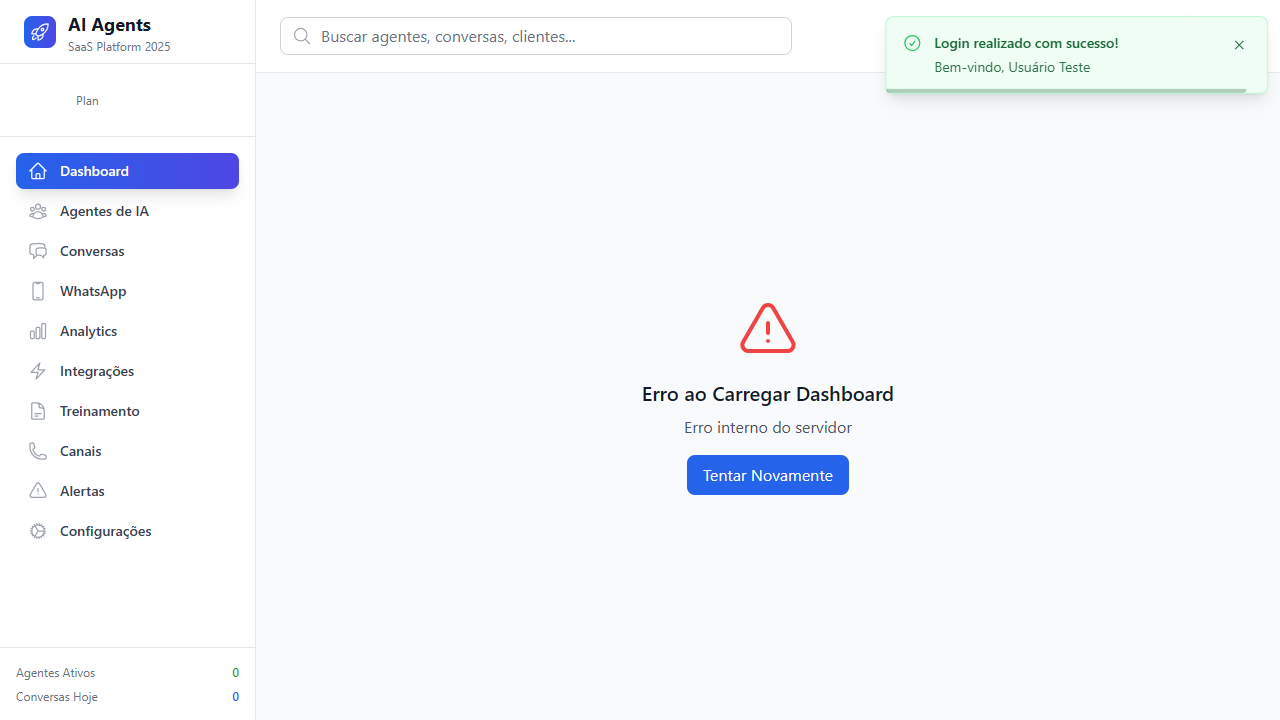 AI Agents
SaaS Platform 2025
Plan
Dashboard
Agentes de IA
Conversas
WhatsApp
Analytics
Integrações
Treinamento
Canais
Alertas
Configurações
Agentes Ativos 0
Conversas Hoje 0
Buscar agentes, conversas, clientes...
Login realizado com sucesso!
Bem-vindo, Usuário Teste
Erro ao Carregar Dashboard
Erro interno do servidor
Tentar Novamente